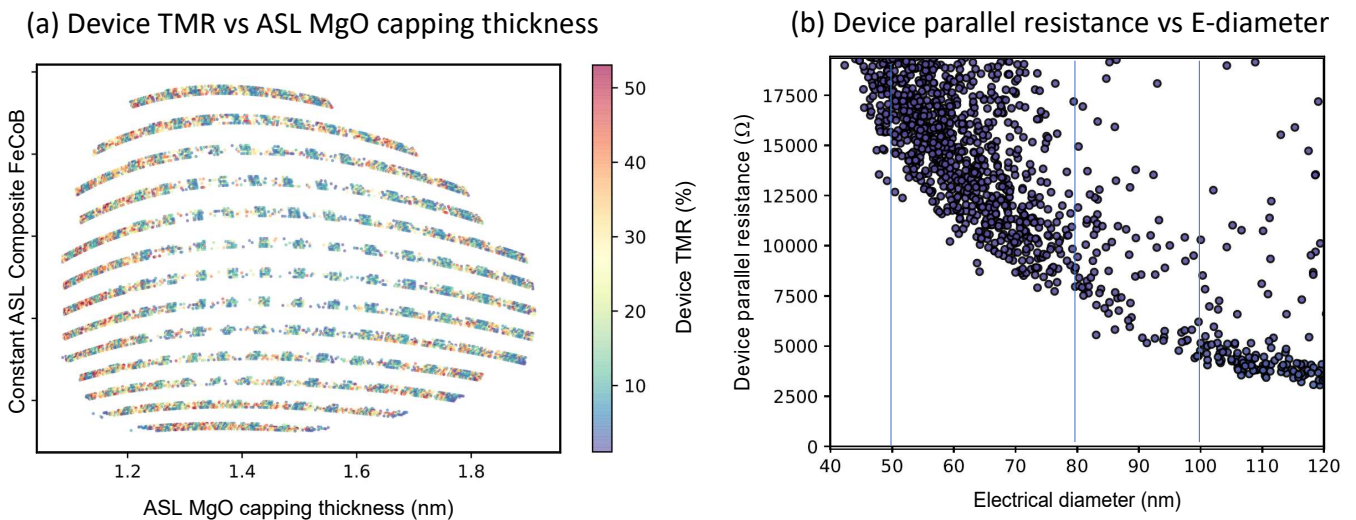 (a) Device TMR vs ASL MgO capping thickness
Constant ASL Composite FeCoB
1.2 1.4 1.6 1.8
ASL MgO capping thickness (nm)
50
40
30
20
10
Device TMR (%)
(b) Device parallel resistance vs E-diameter
Device parallel resistance (Ω)
17500
15000
12500
10000
7500
5000
2500
0
40 50 60 70 80 90 100 110 120
Electrical diameter (nm)